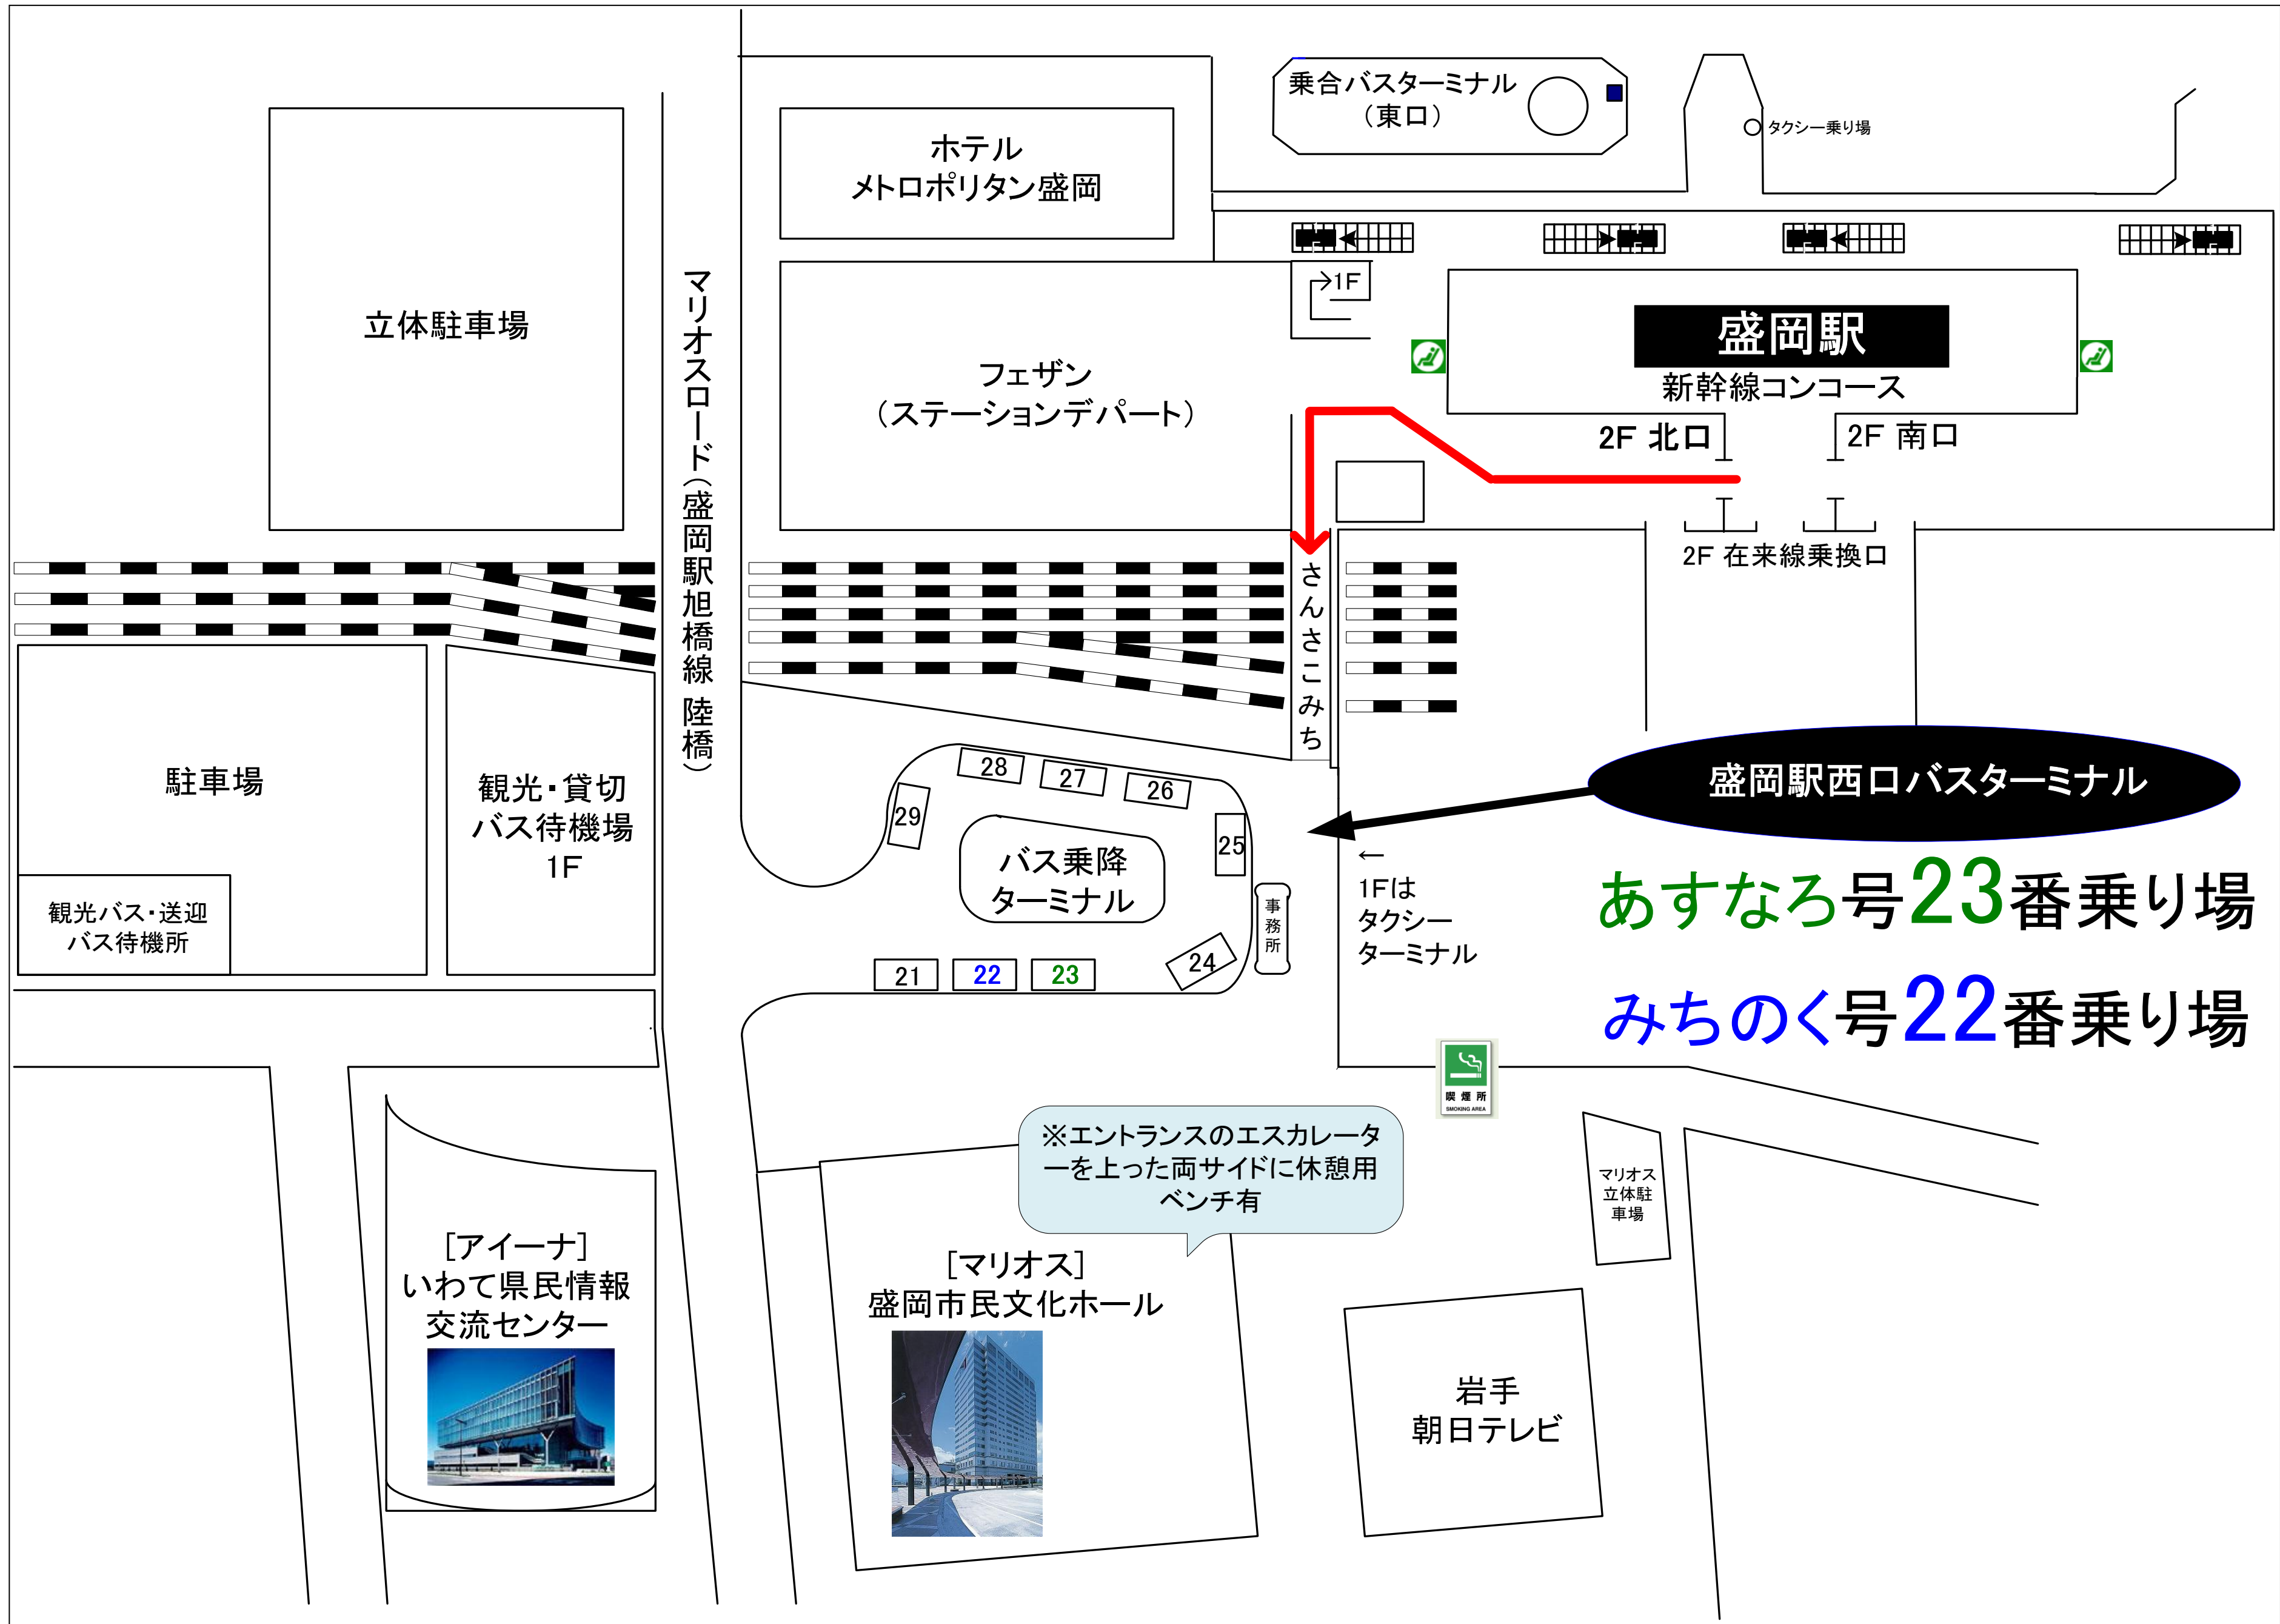 乗合バスターミナル
（東口）
タクシー乗り場
ホテル
メトロポリタン盛岡
立体駐車場
マリオスロード（盛岡駅旭橋線 陸橋）
フェザン
（ステーションデパート）
1F
盛岡駅
新幹線コンコース
2F 北口
2F 南口
2F 在来線乗換口
さんさこみち
駐車場
観光・貸切
バス待機場
1F
観光バス・送迎
バス待機所
28
27
26
29
25
バス乗降
ターミナル
事務所
24
21
22
23
←
1Fは
タクシー
ターミナル
盛岡駅西口バスターミナル
あすなろ号23番乗り場
みちのく号22番乗り場
喫煙所
SMOKING AREA
※エントランスのエスカレータ
ーを上った両サイドに休憩用
ベンチ有
マリオス
立体駐
車場
[アイーナ]
いわて県民情報
交流センター
[マリオス]
盛岡市民文化ホール
岩手
朝日テレビ